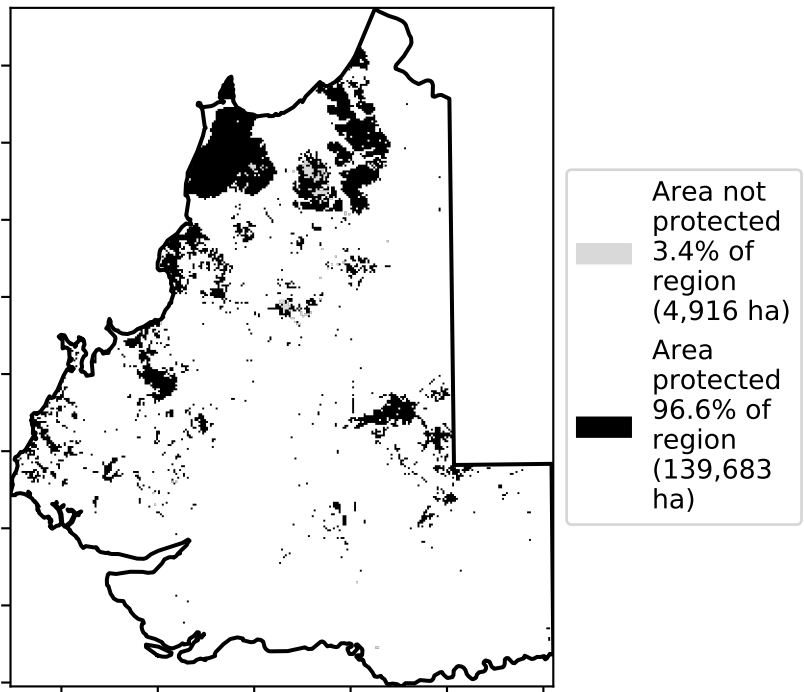 Area not
protected
3.4% of
region
(4,916 ha)
Area
protected
96.6% of
region
(139,683
ha)